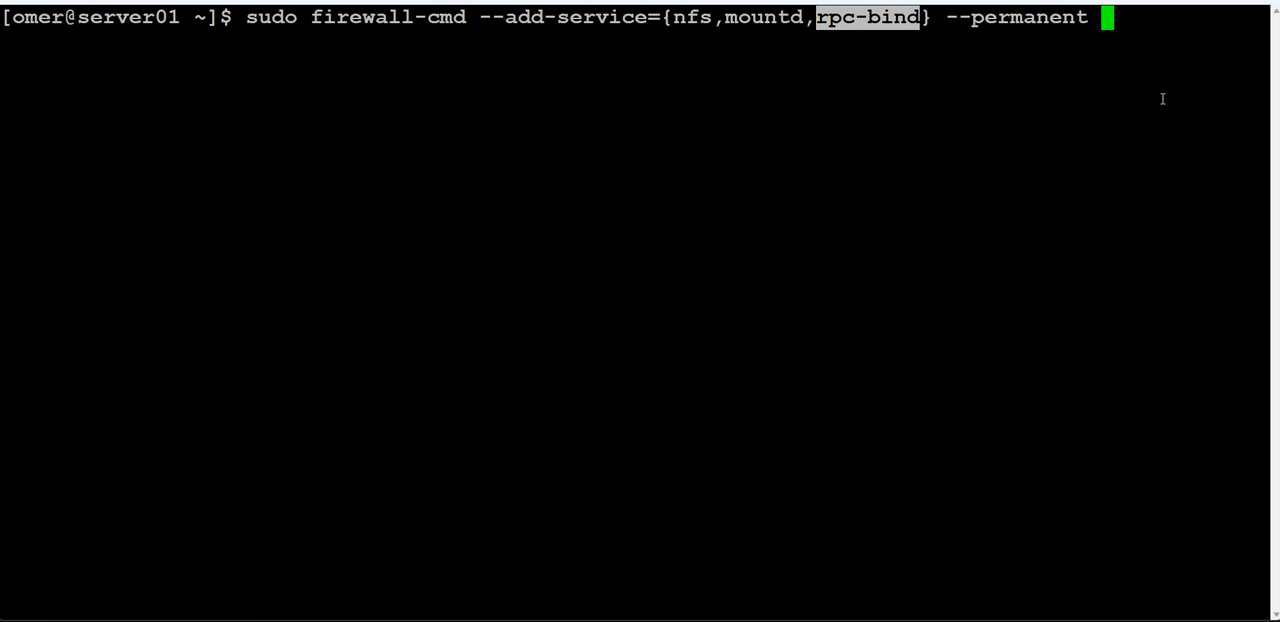 [omer@server01 ~]$ sudo firewall-cmd --add-service={nfs,mountd,rpc-bind} --permanent